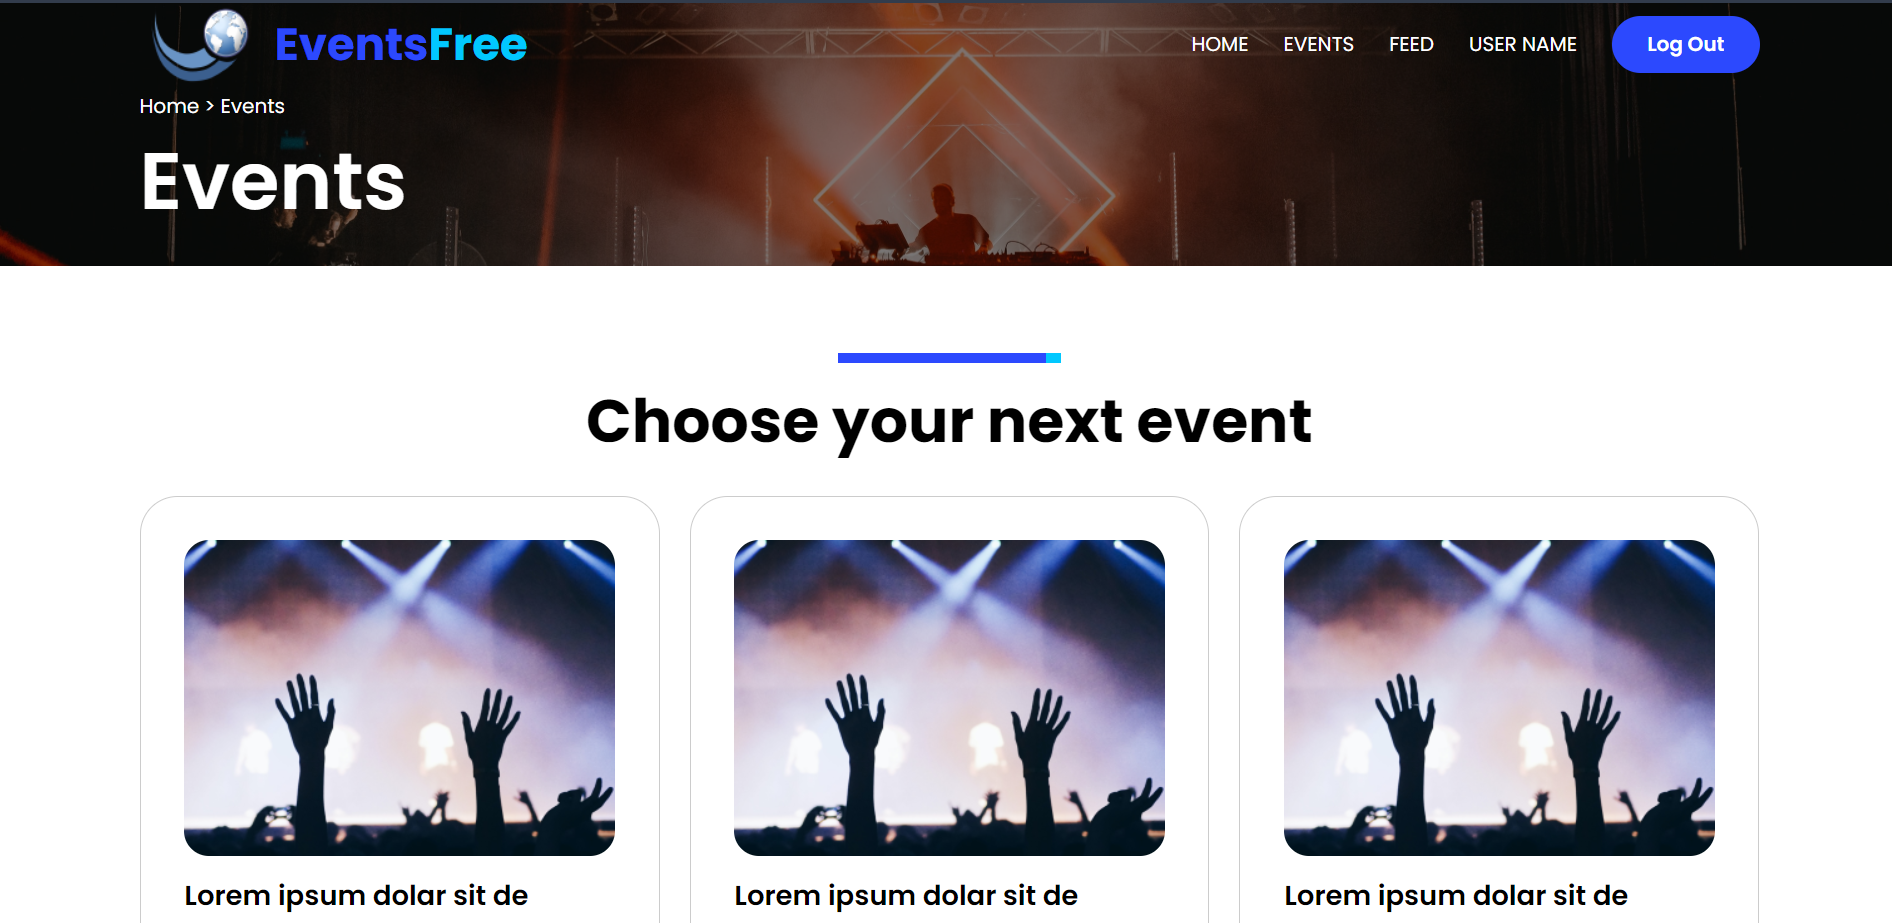 EventsFree
HOME EVENTS FEED USER NAME Log Out
Home > Events
Events
Choose your next event
Lorem ipsum dolar sit de
Lorem ipsum dolar sit de
Lorem ipsum dolar sit de